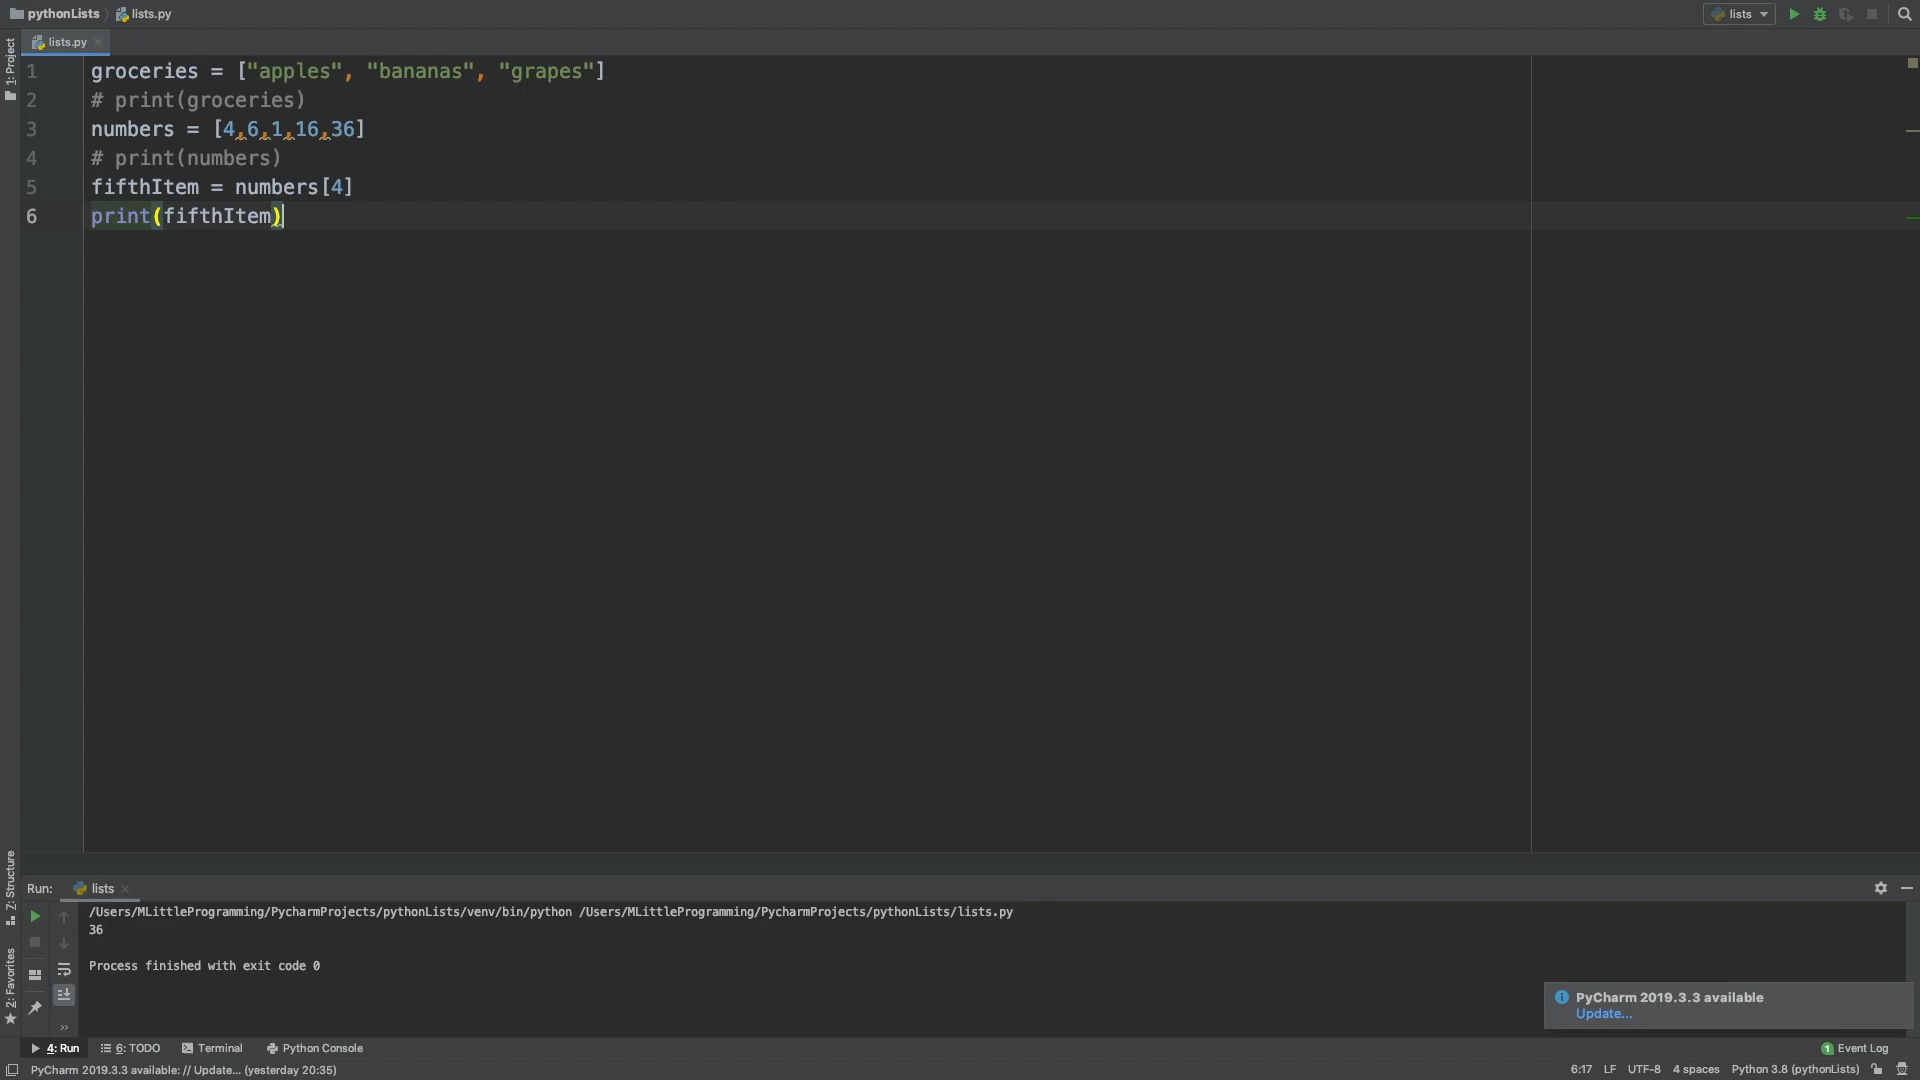 pythonLists lists.py lists
lists.py
1: Project
1 groceries = ["apples", "bananas", "grapes"]
2 # print(groceries)
3 numbers = [4,6,1,16,36]
4 # print(numbers)
5 fifthItem = numbers[4]
6 print(fifthItem)
7: Structure
2: Favorites
Run: lists
/Users/MLittleProgramming/PycharmProjects/pythonLists/venv/bin/python /Users/MLittleProgramming/PycharmProjects/pythonLists/lists.py
36
Process finished with exit code 0
PyCharm 2019.3.3 available
Update...
4: Run 6: TODO Terminal Python Console 1 Event Log
PyCharm 2019.3.3 available: // Update... (yesterday 20:35) 6:17 LF UTF-8 4 spaces Python 3.8 (pythonLists)